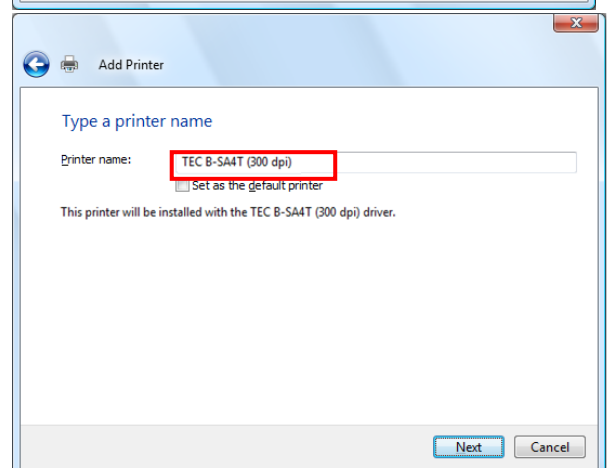 Add Printer
Type a printer name
Printer name: TEC B-SA4T (300 dpi)
Set as the default printer
This printer will be installed with the TEC B-SA4T (300 dpi) driver.
Next Cancel